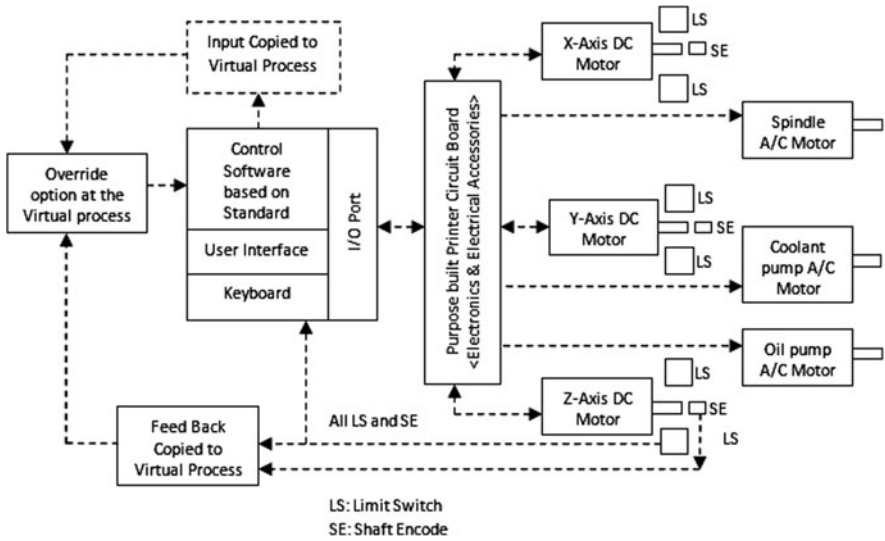 Input Copied to
Virtual Process
Override
option at the
Virtual process
Control
Software
based on
Standard
User Interface
Keyboard
I/O Port
Purpose built Printer Circuit Board
<Electronics & Electrical Accessories>
LS
X-Axis DC
Motor
SE
LS
Spindle
A/C Motor
LS
Y-Axis DC
Motor
SE
LS
Coolant
pump A/C
Motor
Oil pump
A/C Motor
LS
Z-Axis DC
Motor
SE
LS
All LS and SE
Feed Back
Copied to
Virtual Process
LS: Limit Switch
SE: Shaft Encode